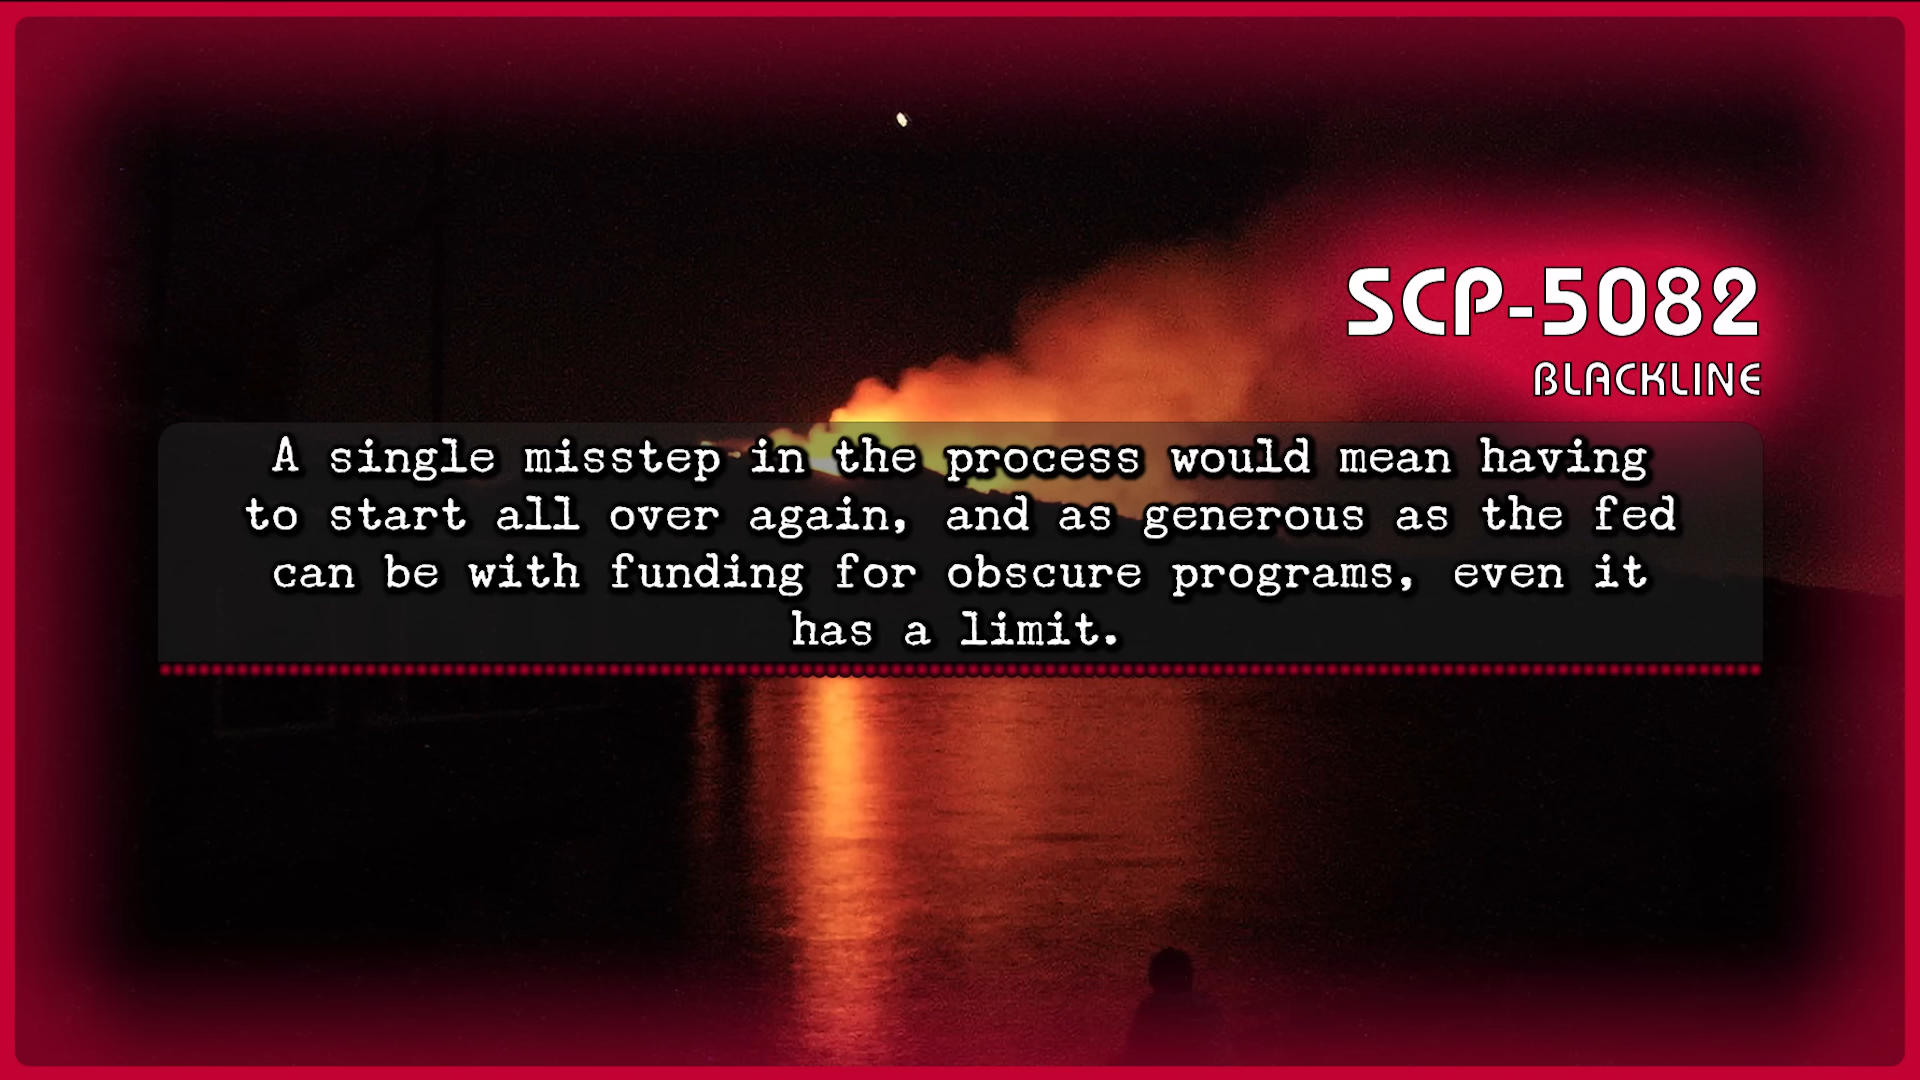 SCP-5082
BLACKLINE
A single misstep in the process would mean having
to start all over again, and as generous as the fed
can be with funding for obscure programs, even it
has a limit.